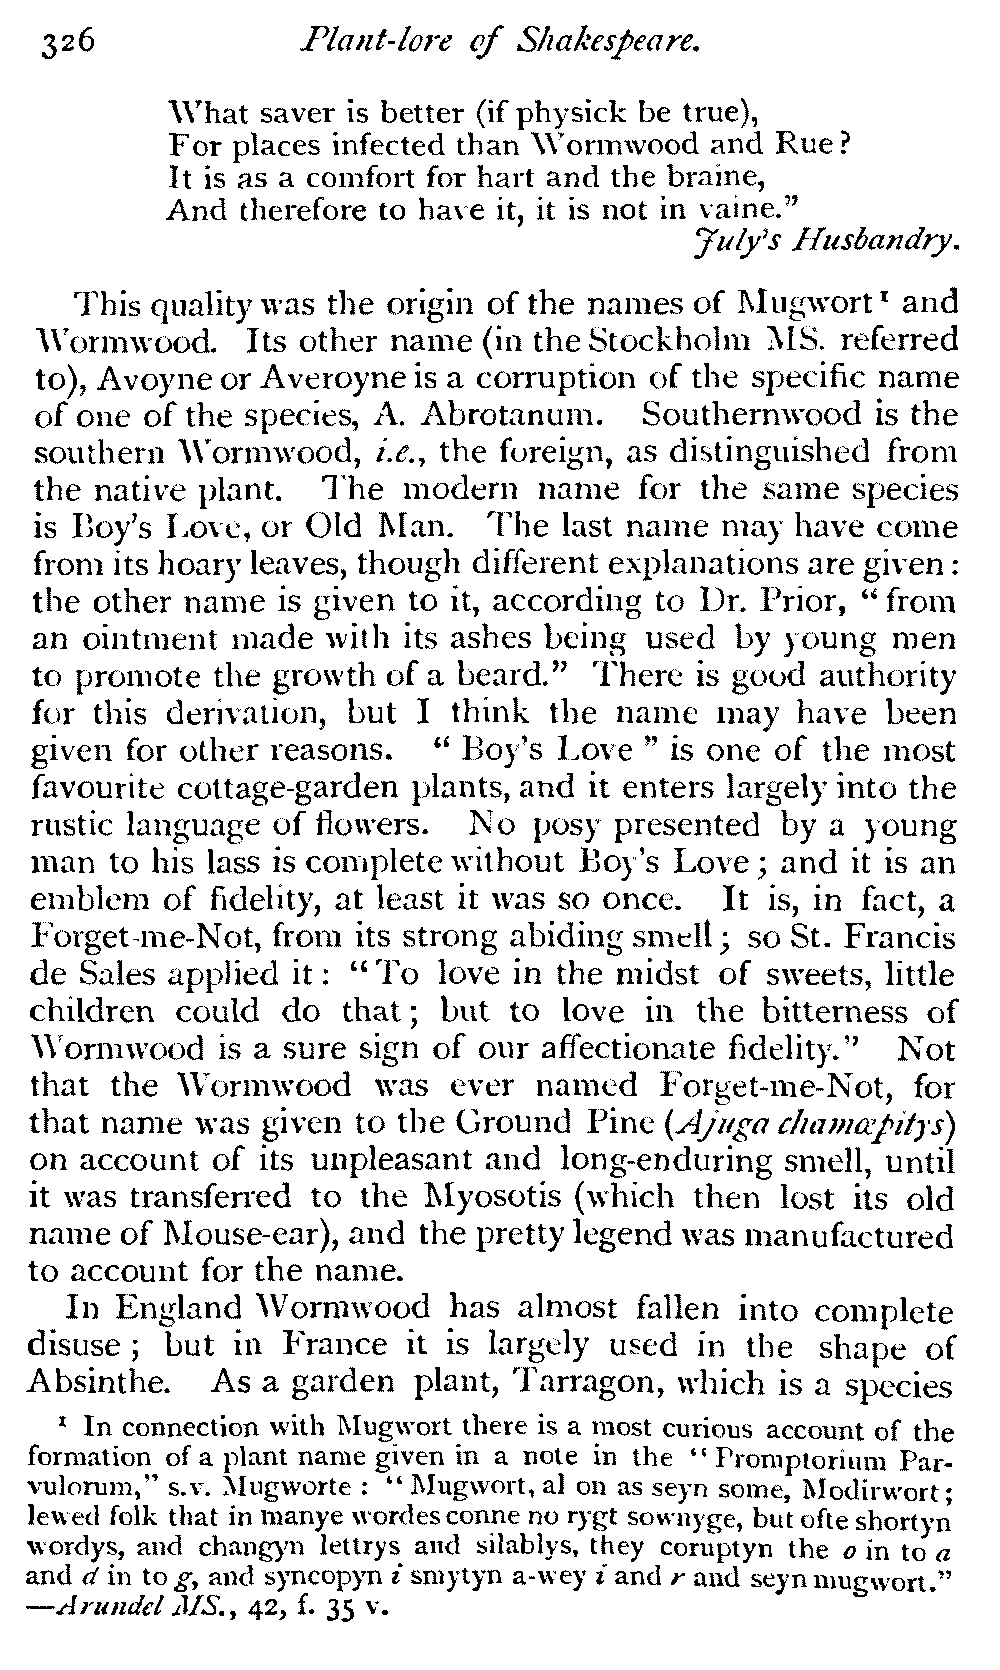 326 Plant-lore of Shakespeare.
What saver is better (if physick be true),
For places infected than Wormwood and Rue?
It is as a comfort for hart and the braine,
And therefore to have it, it is not in vaine."
July's Husbandry.
This quality was the origin of the names of Mugwort¹ and
Wormwood. Its other name (in the Stockholm MS. referred
to), Avoyne or Averoyne is a corruption of the specific name
of one of the species, A. Abrotanum. Southernwood is the
southern Wormwood, i.e., the foreign, as distinguished from
the native plant. The modern name for the same species
is Boy's Love, or Old Man. The last name may have come
from its hoary leaves, though different explanations are given:
the other name is given to it, according to Dr. Prior, "from
an ointment made with its ashes being used by young men
to promote the growth of a beard." There is good authority
for this derivation, but I think the name may have been
given for other reasons. "Boy's Love" is one of the most
favourite cottage-garden plants, and it enters largely into the
rustic language of flowers. No posy presented by a young
man to his lass is complete without Boy's Love; and it is an
emblem of fidelity, at least it was so once. It is, in fact, a
Forget-me-Not, from its strong abiding smell; so St. Francis
de Sales applied it: "To love in the midst of sweets, little
children could do that; but to love in the bitterness of
Wormwood is a sure sign of our affectionate fidelity." Not
that the Wormwood was ever named Forget-me-Not, for
that name was given to the Ground Pine (Ajuga chamæpitys)
on account of its unpleasant and long-enduring smell, until
it was transferred to the Myosotis (which then lost its old
name of Mouse-ear), and the pretty legend was manufactured
to account for the name.
In England Wormwood has almost fallen into complete
disuse; but in France it is largely used in the shape of
Absinthe. As a garden plant, Tarragon, which is a species
¹ In connection with Mugwort there is a most curious account of the
formation of a plant name given in a note in the "Promptorium Par-
vulorum," s.v. Mugworte: "Mugwort, al on as seyn some, Modirwort;
lewed folk that in manye wordes conne no rygt sownyge, but ofte shortyn
wordys, and changyn lettrys and silablys, they coruptyn the o in to a
and d in to g, and syncopyn i smytyn a-wey i and r and seyn mugwort."
—Arundel MS., 42, f. 35 v.